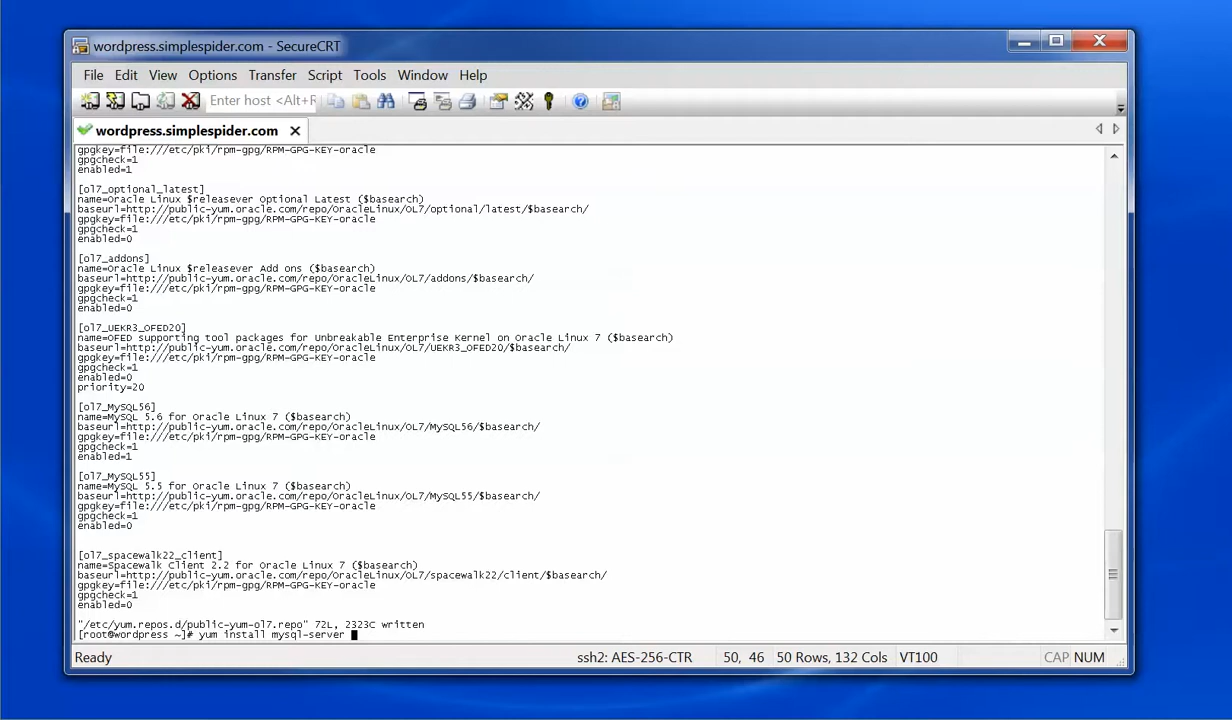 wordpress.simplespider.com - SecureCRT
File Edit View Options Transfer Script Tools Window Help
Enter host <Alt+R
wordpress.simplespider.com
gpgkey=file:///etc/pki/rpm-gpg/RPM-GPG-KEY-oracle
gpgcheck=1
enabled=1
[ol7_optional_latest]
name=Oracle Linux $releasever Optional Latest ($basearch)
baseurl=http://public-yum.oracle.com/repo/OracleLinux/OL7/optional/latest/$basearch/
gpgkey=file:///etc/pki/rpm-gpg/RPM-GPG-KEY-oracle
gpgcheck=1
enabled=0
[ol7_addons]
name=Oracle Linux $releasever Add ons ($basearch)
baseurl=http://public-yum.oracle.com/repo/OracleLinux/OL7/addons/$basearch/
gpgkey=file:///etc/pki/rpm-gpg/RPM-GPG-KEY-oracle
gpgcheck=1
enabled=0
[ol7_UEKR3_OFED20]
name=OFED supporting tool packages for Unbreakable Enterprise Kernel on Oracle Linux 7 ($basearch)
baseurl=http://public-yum.oracle.com/repo/OracleLinux/OL7/UEKR3_OFED20/$basearch/
gpgkey=file:///etc/pki/rpm-gpg/RPM-GPG-KEY-oracle
gpgcheck=1
enabled=0
priority=20
[ol7_MySQL56]
name=MySQL 5.6 for Oracle Linux 7 ($basearch)
baseurl=http://public-yum.oracle.com/repo/OracleLinux/OL7/MySQL56/$basearch/
gpgkey=file:///etc/pki/rpm-gpg/RPM-GPG-KEY-oracle
gpgcheck=1
enabled=1
[ol7_MySQL55]
name=MySQL 5.5 for Oracle Linux 7 ($basearch)
baseurl=http://public-yum.oracle.com/repo/OracleLinux/OL7/MySQL55/$basearch/
gpgkey=file:///etc/pki/rpm-gpg/RPM-GPG-KEY-oracle
gpgcheck=1
enabled=0
[ol7_spacewalk22_client]
name=Spacewalk Client 2.2 for Oracle Linux 7 ($basearch)
baseurl=http://public-yum.oracle.com/repo/OracleLinux/OL7/spacewalk22/client/$basearch/
gpgkey=file:///etc/pki/rpm-gpg/RPM-GPG-KEY-oracle
gpgcheck=1
enabled=0
"/etc/yum.repos.d/public-yum-ol7.repo" 72L, 2323C written
[root@wordpress ~]# yum install mysql-server
Ready ssh2: AES-256-CTR 50, 46 50 Rows, 132 Cols VT100 CAP NUM